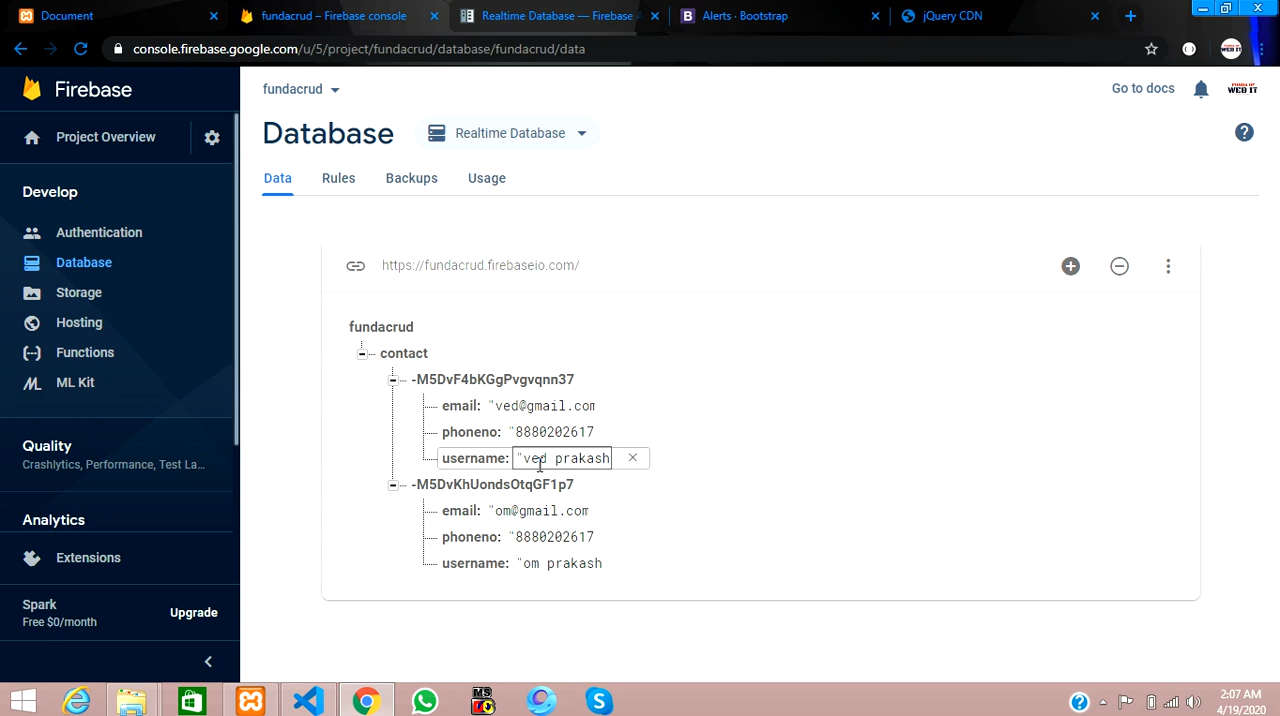 Document
fundacrud – Firebase console
Realtime Database — Firebase
Alerts · Bootstrap
jQuery CDN
console.firebase.google.com/u/5/project/fundacrud/database/fundacrud/data
Firebase
fundacrud
Go to docs
WEB IT
Project Overview
Database
Realtime Database
Data
Rules
Backups
Usage
Develop
Authentication
Database
Storage
Hosting
Functions
ML Kit
Quality
Crashlytics, Performance, Test La...
Analytics
Extensions
Spark
Free $0/month
Upgrade
https://fundacrud.firebaseio.com/
fundacrud
contact
-M5DvF4bKGgPvgvqnn37
email: "ved@gmail.com
phoneno: "8880202617
username: "ved prakash
-M5DvKhUondsOtqGF1p7
email: "om@gmail.com
phoneno: "8880202617
username: "om prakash
2:07 AM
4/19/2020